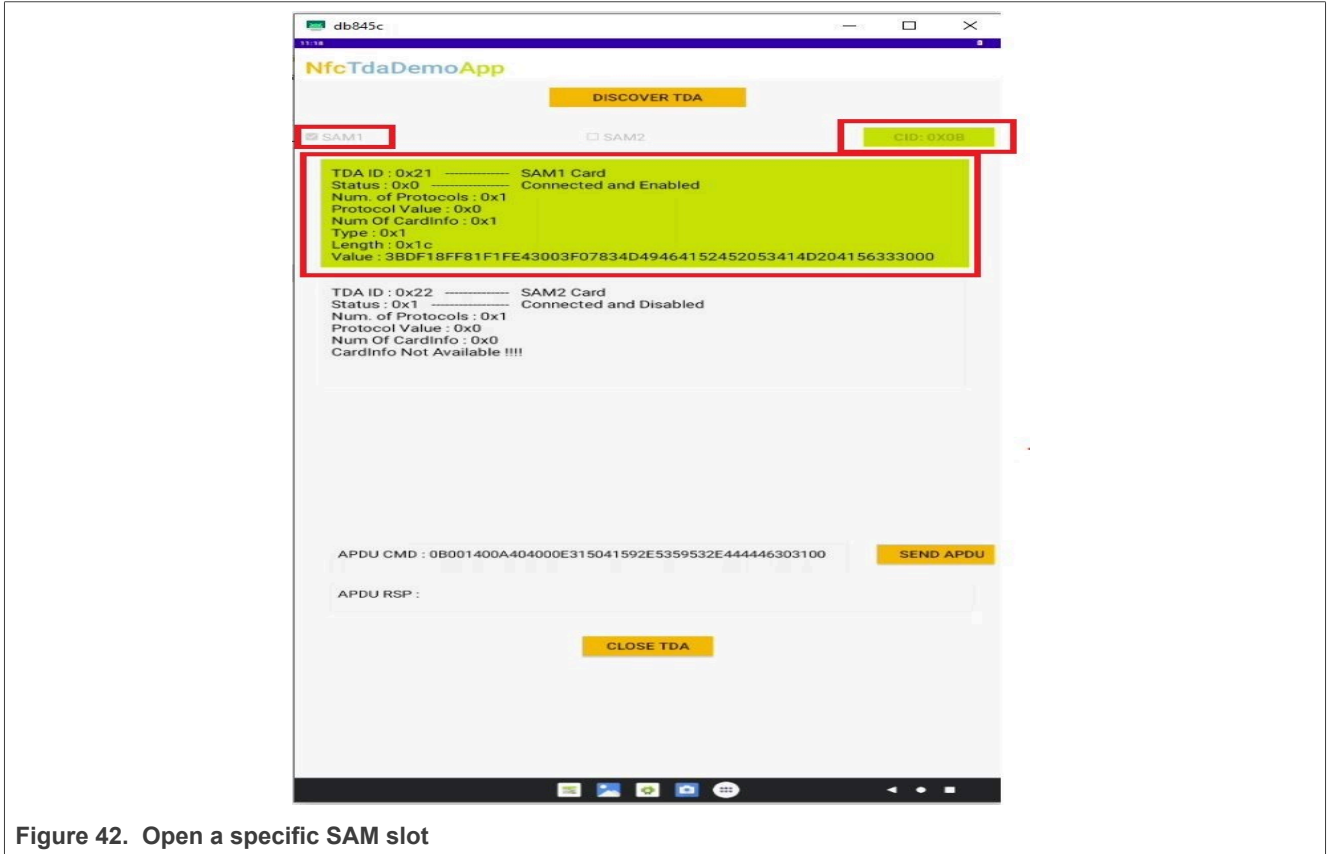 db845c
11:18
NfcTdaDemoApp
DISCOVER TDA
SAM1 SAM2 CID: 0X0B
TDA ID : 0x21 ------------- SAM1 Card
Status : 0x0 ---------------- Connected and Enabled
Num. of Protocols : 0x1
Protocol Value : 0x0
Num Of CardInfo : 0x1
Type : 0x1
Length : 0x1c
Value : 3BDF18FF81F1FE43003F07834D49464152452053414D204156333000
TDA ID : 0x22 ------------- SAM2 Card
Status : 0x1 ---------------- Connected and Disabled
Num. of Protocols : 0x1
Protocol Value : 0x0
Num Of CardInfo : 0x0
CardInfo Not Available !!!!
APDU CMD : 0B001400A404000E315041592E5359532E444446303100 SEND APDU
APDU RSP :
CLOSE TDA
Figure 42. Open a specific SAM slot